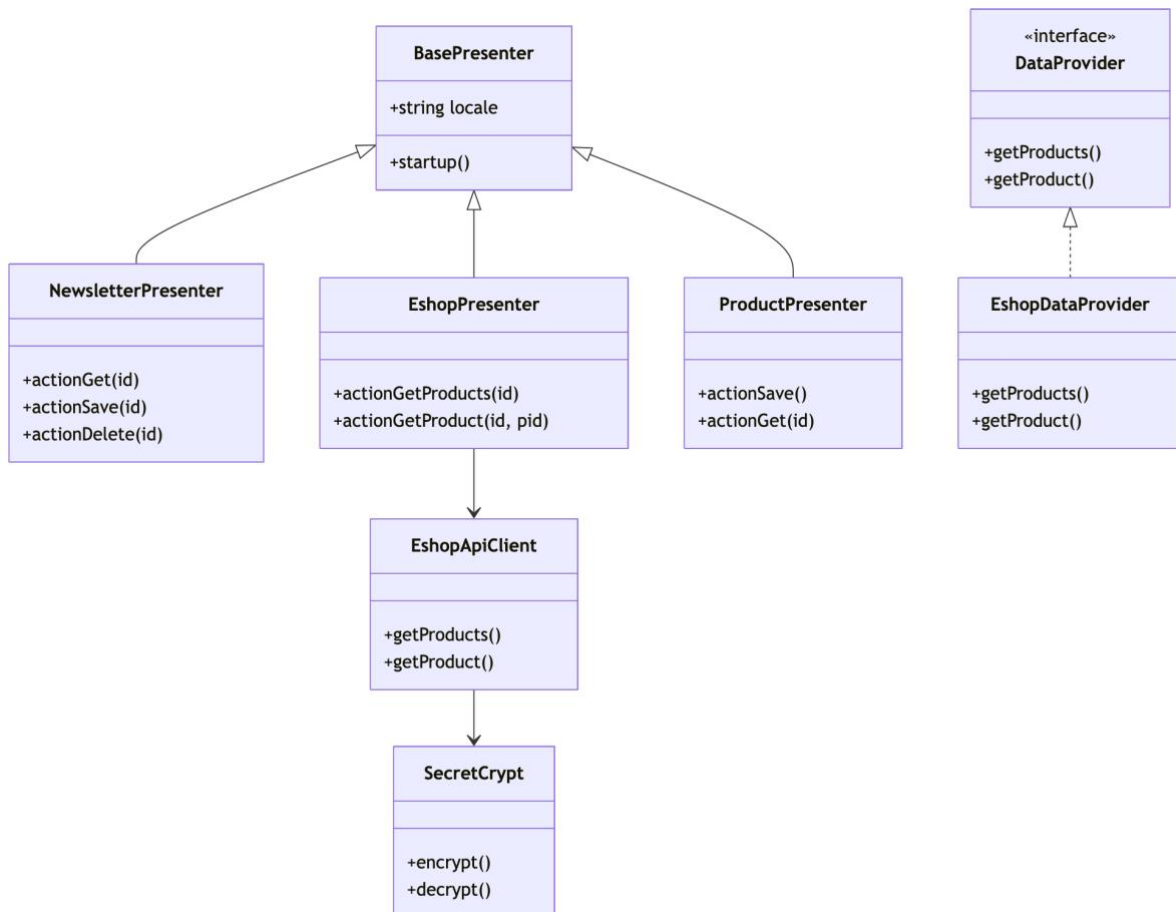 BasePresenter
+string locale
+startup()
«interface»
DataProvider
+getProducts()
+getProduct()
NewsletterPresenter
+actionGet(id)
+actionSave(id)
+actionDelete(id)
EshopPresenter
+actionGetProducts(id)
+actionGetProduct(id, pid)
ProductPresenter
+actionSave()
+actionGet(id)
EshopDataProvider
+getProducts()
+getProduct()
EshopApiClient
+getProducts()
+getProduct()
SecretCrypt
+encrypt()
+decrypt()